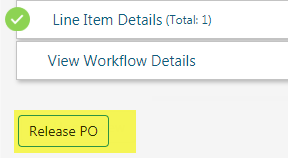 Line Item Details (Total: 1)
View Workflow Details
Release PO